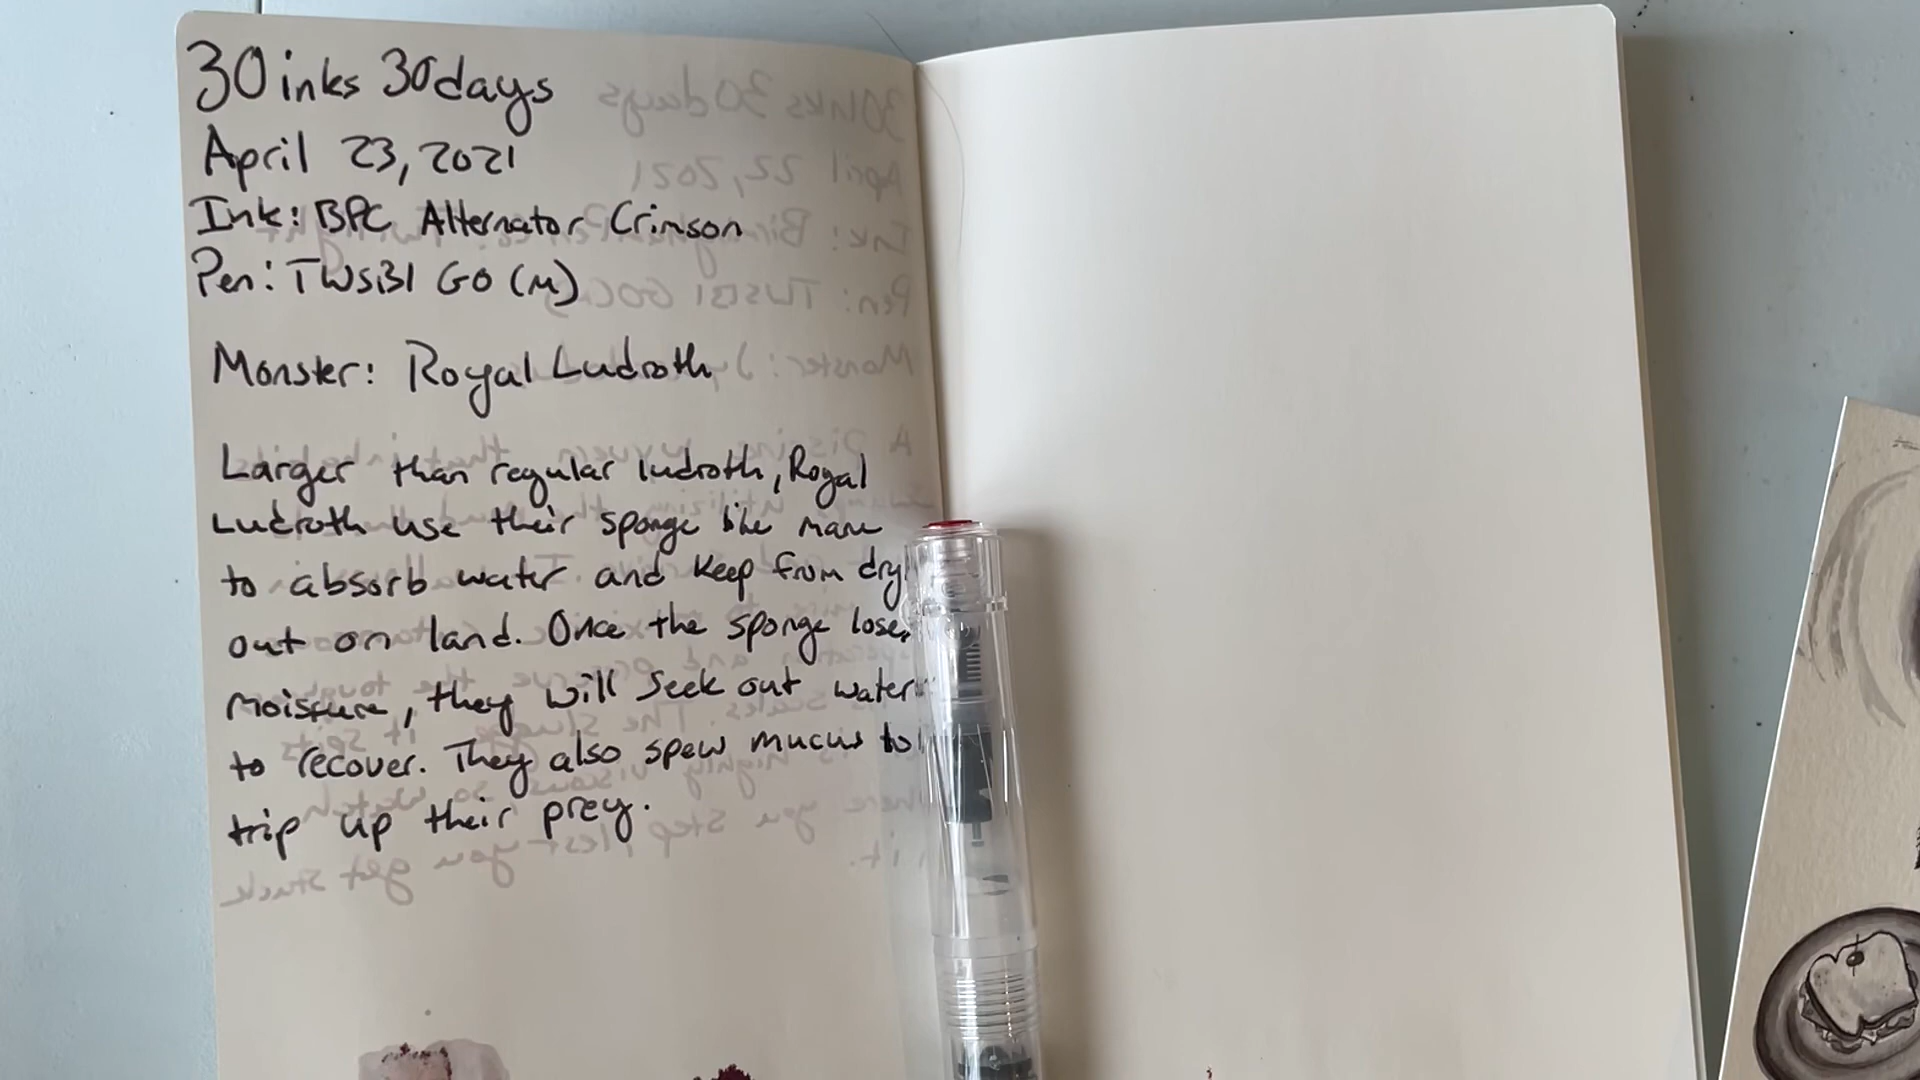 30 inks 30 days
April 23, 2021
Ink: BPC Alternator Crimson
Pen: TWSBI GO (M)
Monster: Royal Ludroth
Larger than regular ludroth, Royal
Ludroth use their sponge like mane
to absorb water and keep from dry
out on land. Once the sponge loses
moisture, they will seek out water
to recover. They also spew mucus to
trip up their prey.